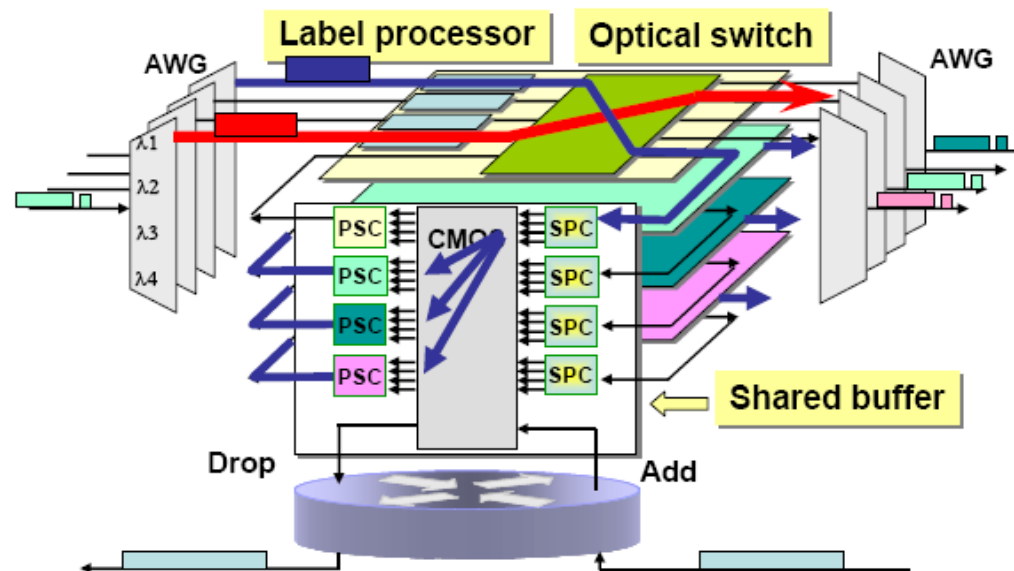 Label processor
Optical switch
AWG
AWG
λ1
λ2
λ3
λ4
PSC
CMOS
SPC
PSC
SPC
PSC
SPC
PSC
SPC
Shared buffer
Drop
Add